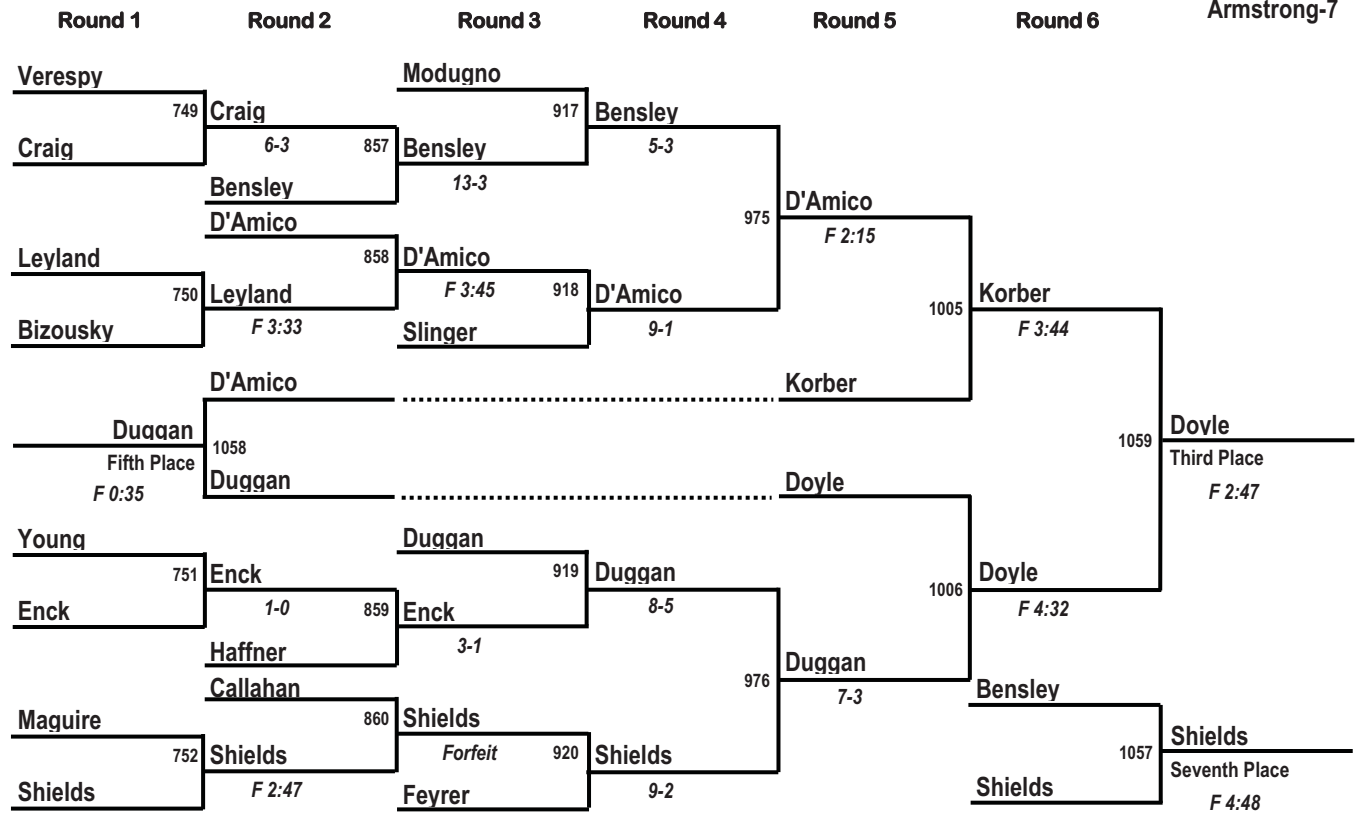 Armstrong-7
Round 1 Round 2 Round 3 Round 4 Round 5 Round 6
Verespy
749
Craig
Craig
6-3
857
Bensley
Modugno
917
Bensley
13-3
Bensley
5-3
D'Amico
858
Leyland
750
Bizousky
Leyland
F 3:33
D'Amico
F 3:45
918
Slinger
D'Amico
9-1
975
D'Amico
F 2:15
1005
Korber
Korber
F 3:44
D'Amico
Duggan
1058
Fifth Place
F 0:35
Duggan
Doyle
1059
Doyle
Third Place
F 2:47
Young
751
Enck
Enck
1-0
859
Haffner
Duggan
919
Enck
3-1
Duggan
8-5
1006
Doyle
F 4:32
Callahan
860
Maguire
752
Shields
Shields
F 2:47
Shields
Forfeit
920
Feyrer
Shields
9-2
976
Duggan
7-3
Bensley
1057
Shields
Shields
Seventh Place
F 4:48